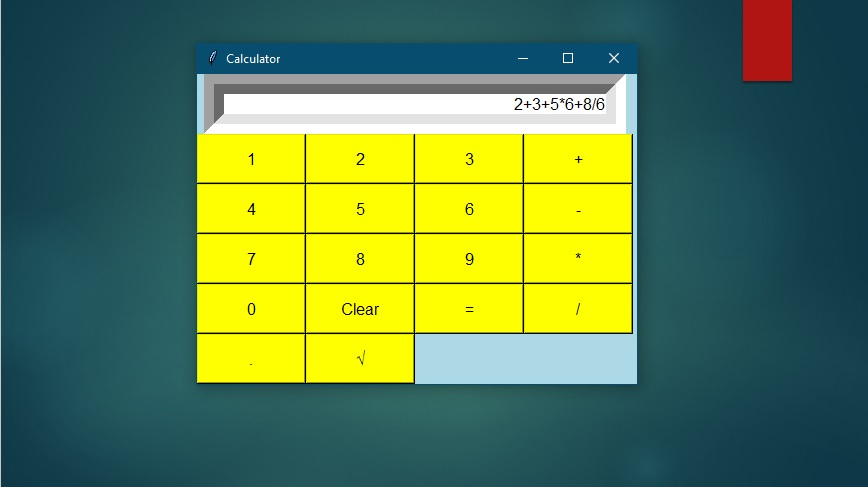 Calculator
2+3+5*6+8/6
1 2 3 +
4 5 6 -
7 8 9 *
0 Clear = /
. √